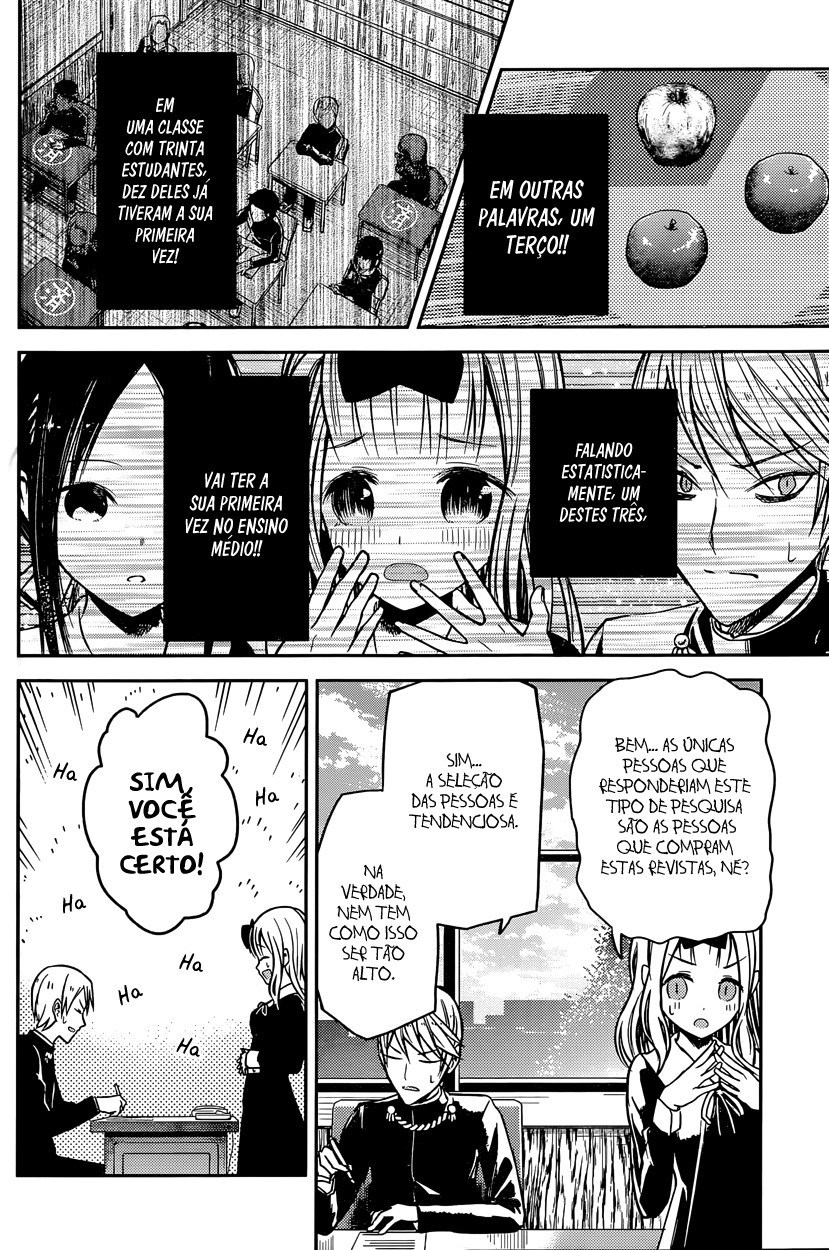 EM OUTRAS
PALAVRAS, UM
TERÇO!!
EM
UMA CLASSE
COM TRINTA
ESTUDANTES,
DEZ DELES JÁ
TIVERAM A SUA
PRIMEIRA
VEZ!
済
済
済
FALANDO
ESTATISTICA-
MENTE, UM
DESTES TRÊS,
VAI TER A
SUA PRIMEIRA
VEZ NO ENSINO
MÉDIO!!
BEM... AS ÚNICAS
PESSOAS QUE
RESPONDERIAM ESTE
TIPO DE PESQUISA
SÃO AS PESSOAS
QUE COMPRAM
ESTAS REVISTAS, NÉ?
SIM...
A SELEÇÃO
DAS PESSOAS É
TENDENCIOSA.
NA
VERDADE,
NEM TEM
COMO ISSO
SER TÃO
ALTO.
SIM,
VOCÊ
ESTÁ
CERTO!
Ha
Ha
Ha
Ha
Ha
Ha
Ha